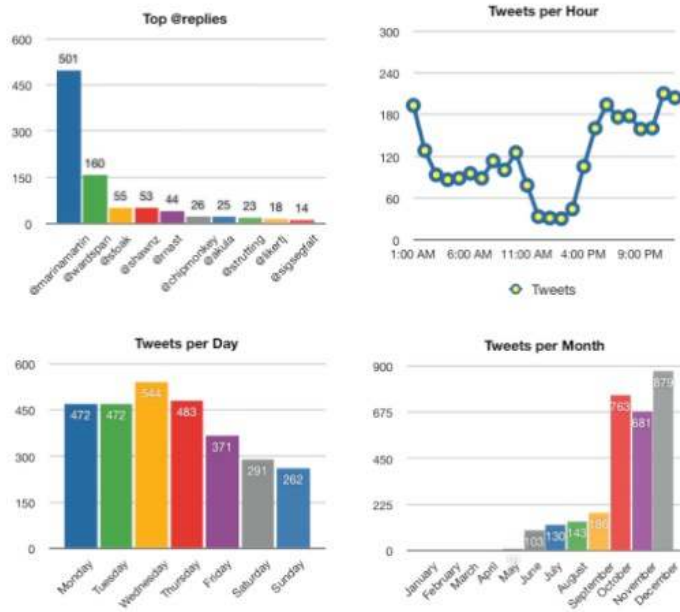 Top @replies
600
450
300
150
0
501
160
55
53
44
26
25
23
18
14
@marinamartin
@wardspan
@sfoak
@shawnz
@rnast
@chipmonkey
@akula
@strutting
@likertj
@sigsegfalt
Tweets per Hour
300
240
180
120
60
0
1:00 AM
6:00 AM
11:00 AM
4:00 PM
9:00 PM
Tweets
Tweets per Day
600
450
300
150
0
472
472
544
483
371
291
262
Monday
Tuesday
Wednesday
Thursday
Friday
Saturday
Sunday
Tweets per Month
900
675
450
225
0
103
130
143
186
763
681
879
January
February
March
April
May
June
July
August
September
October
November
December